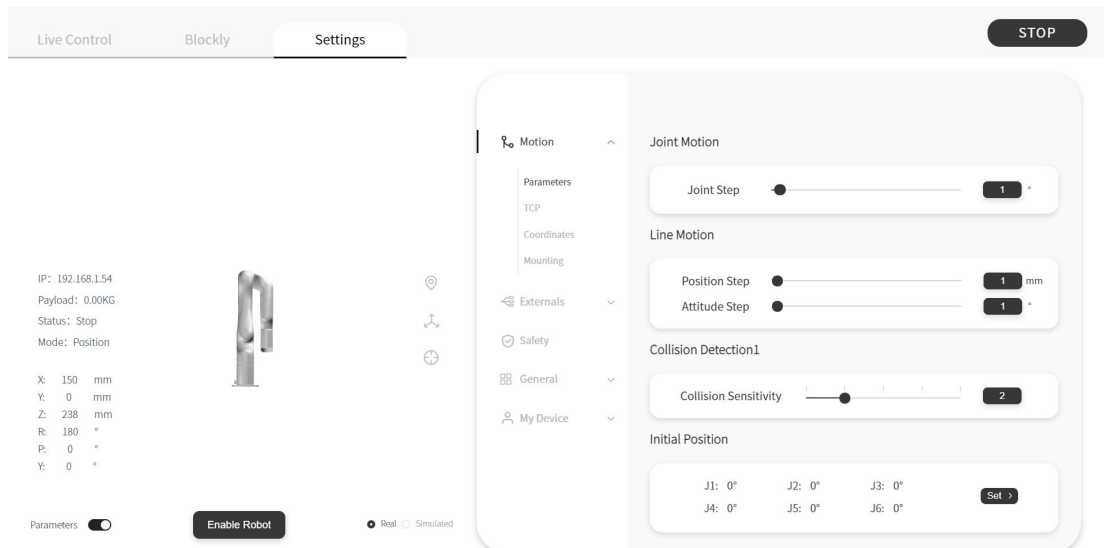 Live Control
Blockly
Settings
STOP
IP: 192.168.1.54
Payload: 0.00KG
Status: Stop
Mode: Position
X: 150 mm
Y: 0 mm
Z: 238 mm
R: 180 °
P: 0 °
Y: 0 °
Parameters
Enable Robot
Real
Simulated
Motion
Parameters
TCP
Coordinates
Mounting
Externals
Safety
General
My Device
Joint Motion
Joint Step 1 °
Line Motion
Position Step 1 mm
Attitude Step 1 °
Collision Detection1
Collision Sensitivity 2
Initial Position
J1: 0° J2: 0° J3: 0°
J4: 0° J5: 0° J6: 0°
Set >